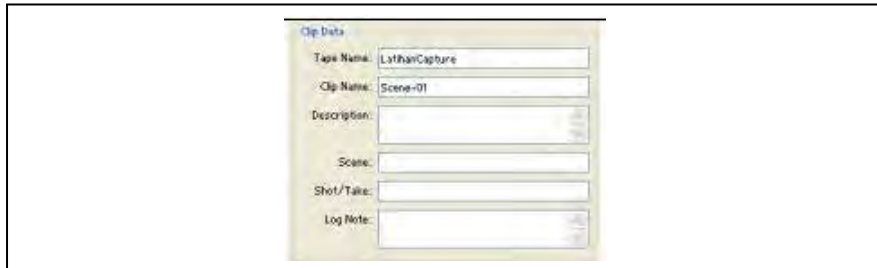 Clip Data
Tape Name: LatihanCapture
Clip Name: Scene-01
Description:
Scene:
Shot/Take:
Log Note: